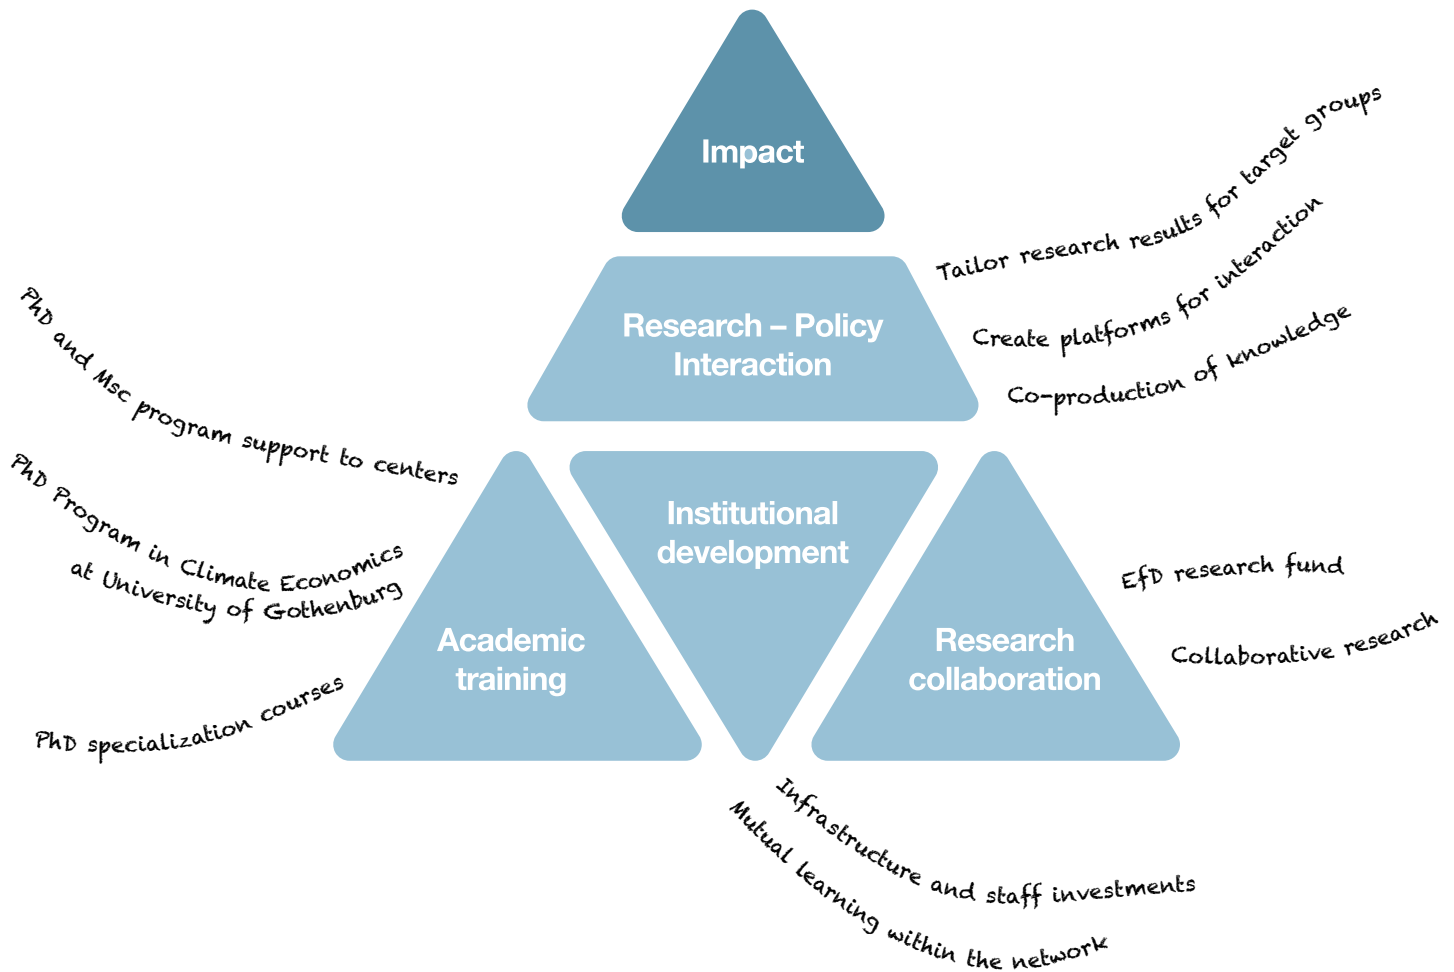 Impact
Research – Policy
Interaction
Tailor research results for target groups
Create platforms for interaction
Co-production of knowledge
PhD and Msc program support to centers
PhD Program in Climate Economics
at University of Gothenburg
PhD specialization courses
Academic
training
Institutional
development
Research
collaboration
EfD research fund
Collaborative research
Infrastructure and staff investments
Mutual learning within the network